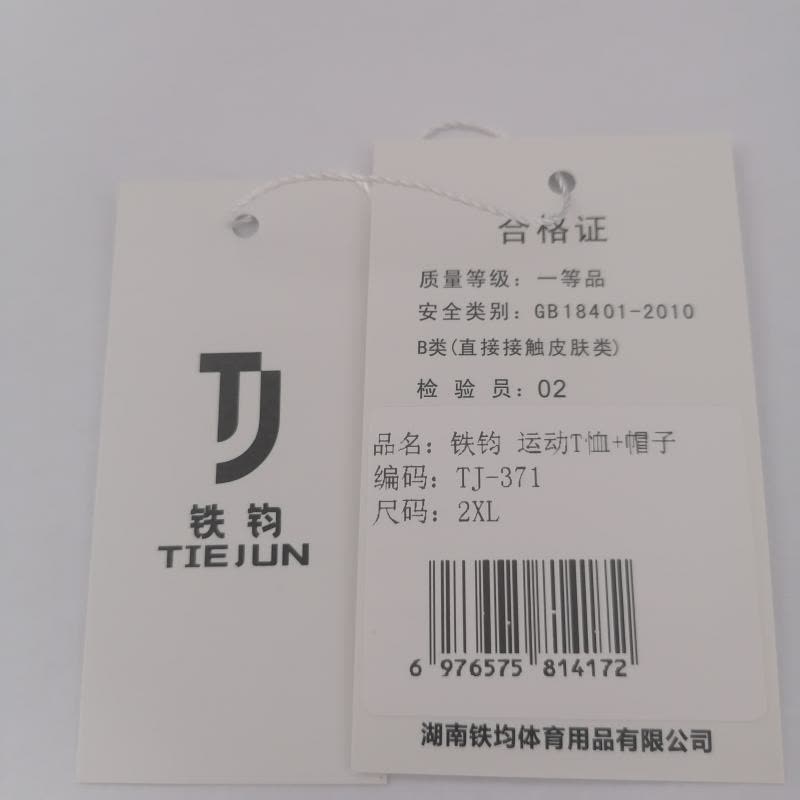 TJ
铁钧
TIEJUN
合格证
质量等级：一等品
安全类别：GB18401-2010
B类(直接接触皮肤类)
检 验 员：02
品名：铁钧 运动T恤+帽子
编码：TJ-371
尺码：2XL
6 976575 814172
湖南铁均体育用品有限公司